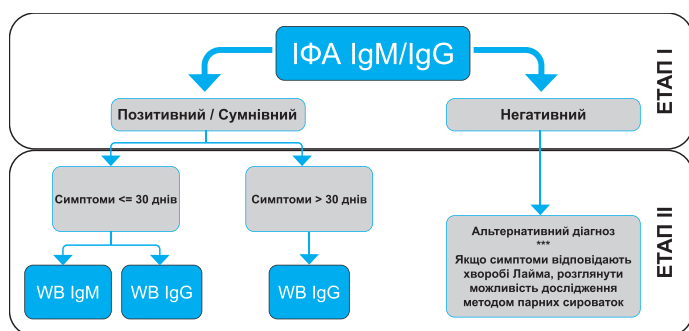 ІФА IgM/IgG
ЕТАП І
Позитивний / Сумнівний
Негативний
Симптоми <= 30 днів
Симптоми > 30 днів
Альтернативний діагноз
***
Якщо симптоми відповідають
хворобі Лайма, розглянути
можливість дослідження
методом парних сироваток
ЕТАП ІІ
WB IgM
WB IgG
WB IgG